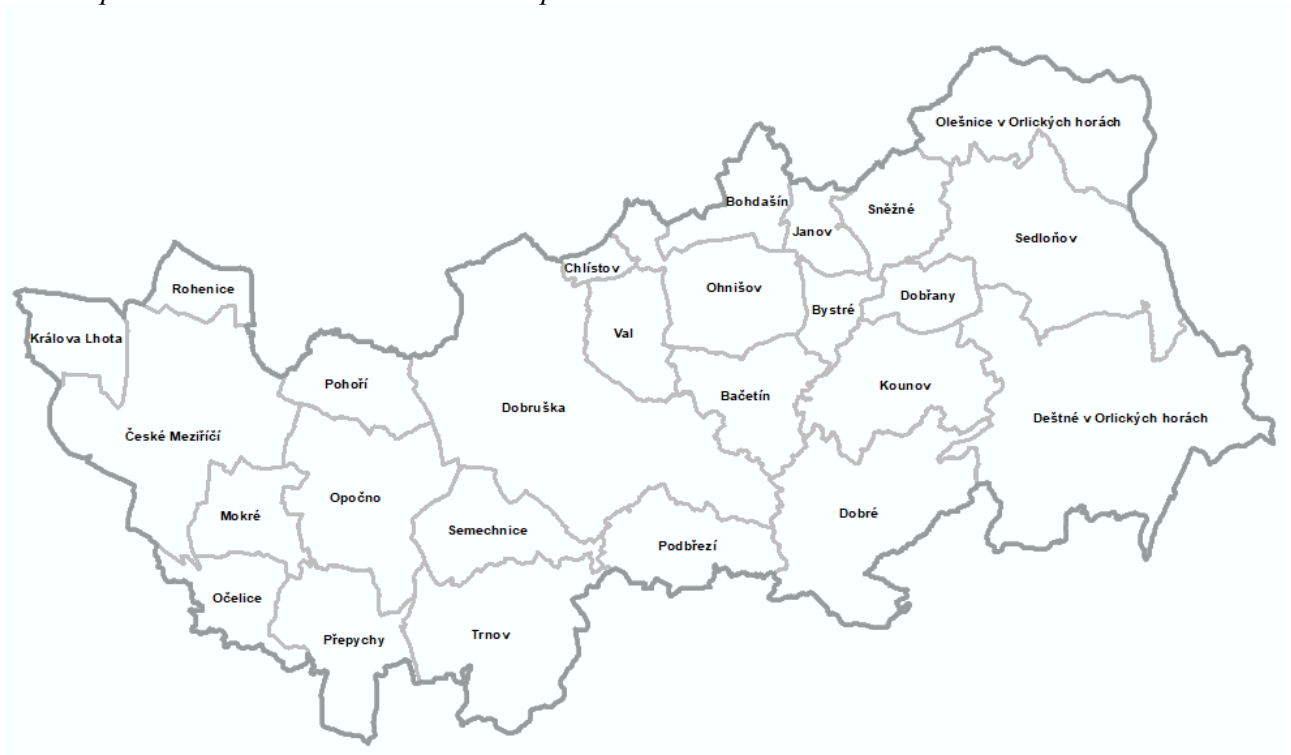 Olešnice v Orlických horách
Bohdašín
Sněžné
Janov
Sedloňov
Chlístov
Rohenice
Ohnišov
Dobřany
Bystré
Králova Lhota
Val
Pohoří
Kounov
Bačetín
Dobruška
Deštné v Orlických horách
České Meziříčí
Opočno
Mokré
Dobré
Semechnice
Podbřezí
Očelice
Přepychy
Trnov